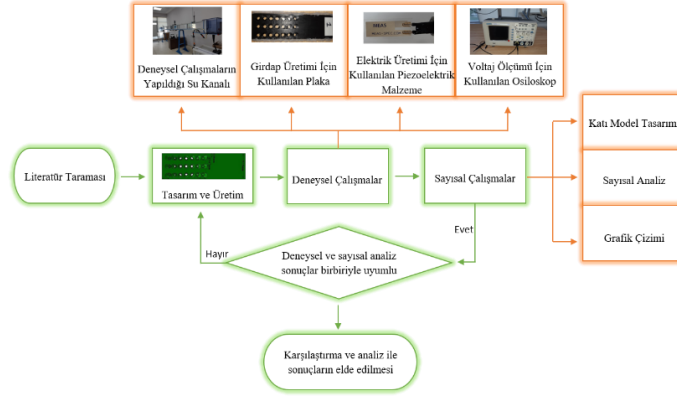 Deneysel Çalışmaların
Yapıldığı Su Kanalı
Girdap Üretimi İçin
Kullanılan Plaka
Elektrik Üretimi İçin
Kullanılan Piezoelektrik
Malzeme
Voltaj Ölçümü İçin
Kullanılan Osiloskop
Literatür Taraması
Tasarım ve Üretim
Deneysel Çalışmalar
Sayısal Çalışmalar
Katı Model Tasarım
Sayısal Analiz
Grafik Çizimi
Hayır
Evet
Deneysel ve sayısal analiz
sonuçlar birbiriyle uyumlu
Karşılaştırma ve analiz ile
sonuçların elde edilmesi